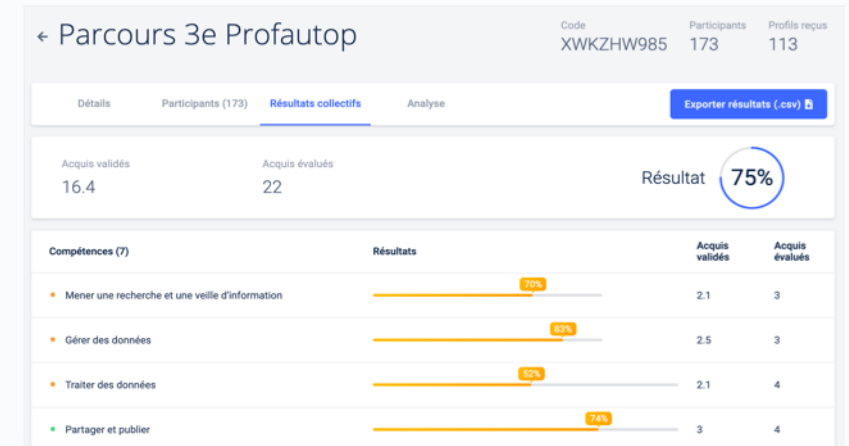 ← Parcours 3e Profautop
Code Participants Profils reçus
XWKZHW985 173 113
Détails Participants (173) Résultats collectifs Analyse Exporter résultats (.csv)
Acquis validés Acquis évalués
16.4 22
Résultat 75%
Compétences (7) Résultats Acquis validés Acquis évalués
Mener une recherche et une veille d'information 70% 2.1 3
Gérer des données 83% 2.5 3
Traiter des données 52% 2.1 4
Partager et publier 74% 3 4